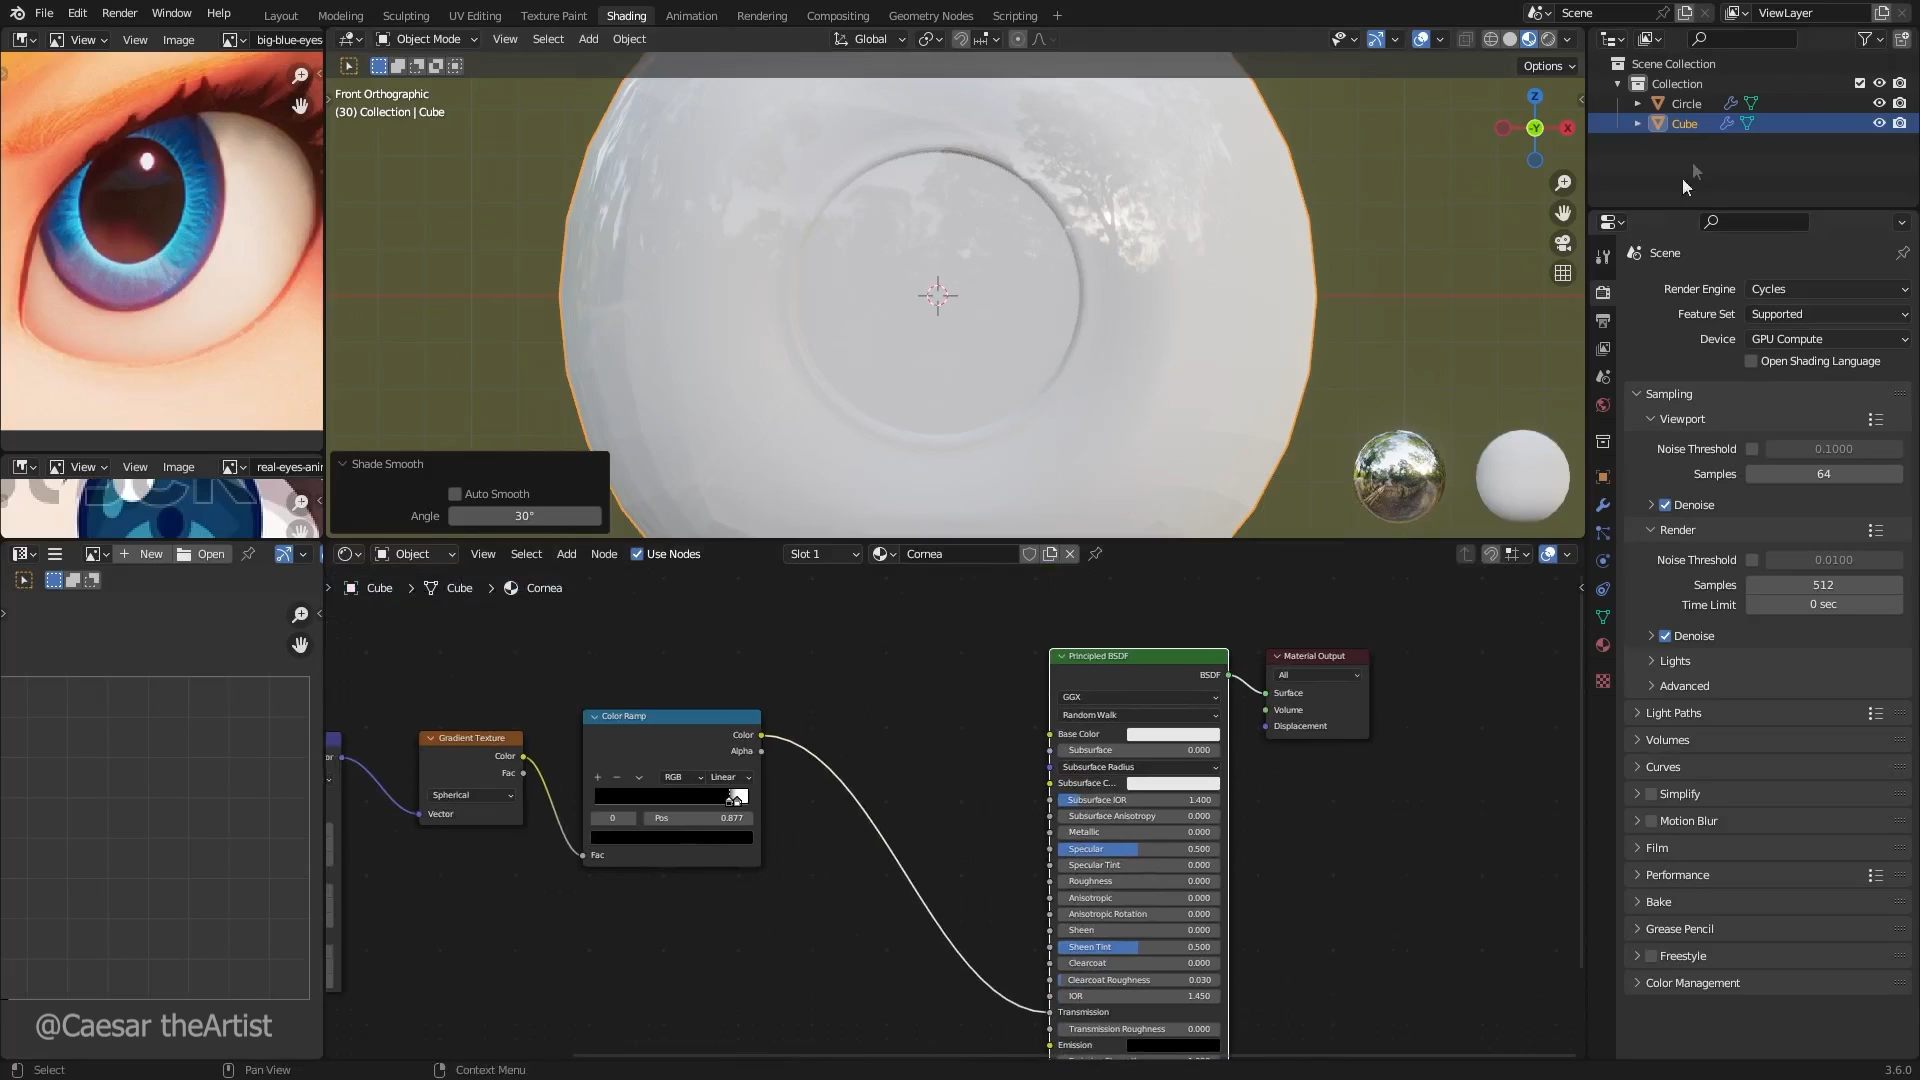 File Edit Render Window Help Layout Modeling Sculpting UV Editing Texture Paint Shading Animation Rendering Compositing Geometry Nodes Scripting + Scene ViewLayer
View View Image big-blue-eyes
Object Mode View Select Add Object Global
Options
Front Orthographic
(30) Collection | Cube
Z
-Y
X
Scene Collection
Collection
Circle
Cube
Scene
Render Engine Cycles
Feature Set Supported
Device GPU Compute
Open Shading Language
Sampling
Viewport
Noise Threshold 0.1000
Samples 64
Denoise
Render
Noise Threshold 0.0100
Samples 512
Time Limit 0 sec
Denoise
Lights
Advanced
Light Paths
Volumes
Curves
Simplify
Motion Blur
Film
Performance
Bake
Grease Pencil
Freestyle
Color Management
Shade Smooth
Auto Smooth
Angle 30°
View View Image real-eyes-anir
New Open
Object View Select Add Node Use Nodes Slot 1 Cornea
Cube > Cube > Cornea
Gradient Texture
Color
Fac
Spherical
Vector
Color Ramp
Color
Alpha
+ − RGB Linear
0 Pos 0.877
Fac
Principled BSDF
BSDF
GGX
Random Walk
Base Color
Subsurface 0.000
Subsurface Radius
Subsurface C...
Subsurface IOR 1.400
Subsurface Anisotropy 0.000
Metallic 0.000
Specular 0.500
Specular Tint 0.000
Roughness 0.000
Anisotropic 0.000
Anisotropic Rotation 0.000
Sheen 0.000
Sheen Tint 0.500
Clearcoat 0.000
Clearcoat Roughness 0.030
IOR 1.450
Transmission
Transmission Roughness 0.000
Emission
Material Output
All
Surface
Volume
Displacement
@Caesar theArtist
Select Pan View Context Menu 3.6.0